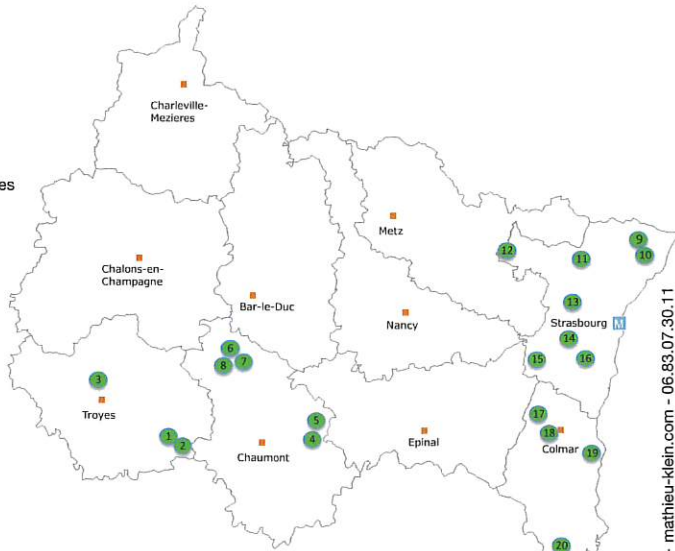 Charleville-
Mezieres
es
Metz
12
9
10
11
Chalons-en-
Champagne
Bar-le-Duc
13
Nancy
Strasbourg
M
6
8
7
14
15
16
3
Troyes
5
17
1
2
Chaumont
4
Epinal
18
Colmar
19
20
- mathieu-klein.com - 06.83.07.30.11